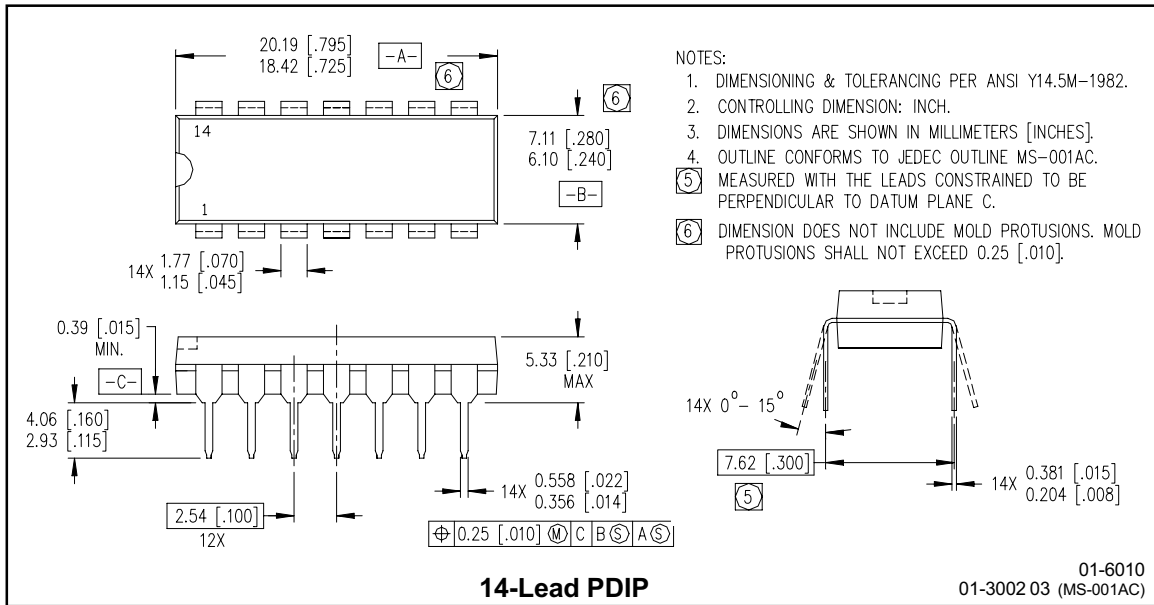 20.19 [.795]
18.42 [.725]
-A-
6
6
14
1
7.11 [.280]
6.10 [.240]
-B-
14X 1.77 [.070]
1.15 [.045]
NOTES:
1. DIMENSIONING & TOLERANCING PER ANSI Y14.5M-1982.
2. CONTROLLING DIMENSION: INCH.
3. DIMENSIONS ARE SHOWN IN MILLIMETERS [INCHES].
4. OUTLINE CONFORMS TO JEDEC OUTLINE MS-001AC.
5 MEASURED WITH THE LEADS CONSTRAINED TO BE
PERPENDICULAR TO DATUM PLANE C.
6 DIMENSION DOES NOT INCLUDE MOLD PROTUSIONS. MOLD
PROTUSIONS SHALL NOT EXCEED 0.25 [.010].
0.39 [.015]
MIN.
-C-
4.06 [.160]
2.93 [.115]
5.33 [.210]
MAX
2.54 [.100]
12X
14X 0.558 [.022]
0.356 [.014]
⌖ 0.25 [.010] Ⓜ C B Ⓢ A Ⓢ
14X 0°- 15°
7.62 [.300]
5
14X 0.381 [.015]
0.204 [.008]
14-Lead PDIP
01-6010
01-3002 03 (MS-001AC)